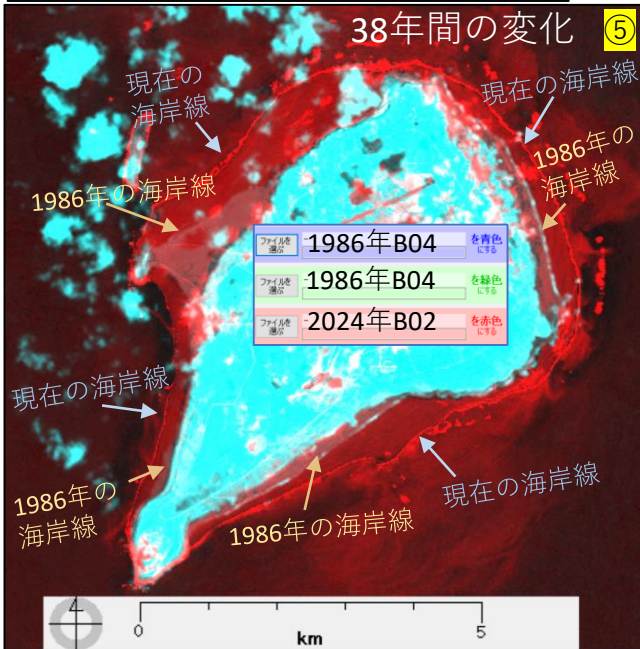 38年間の変化 ⑤
現在の
海岸線
現在の海岸線
1986年の
海岸線
1986年の海岸線
ファイルを
選ぶ
1986年B04
を青色
にする
ファイルを
選ぶ
1986年B04
を緑色
にする
ファイルを
選ぶ
2024年B02
を赤色
にする
現在の海岸線
現在の海岸線
1986年の
海岸線
1986年の海岸線
0
5
km